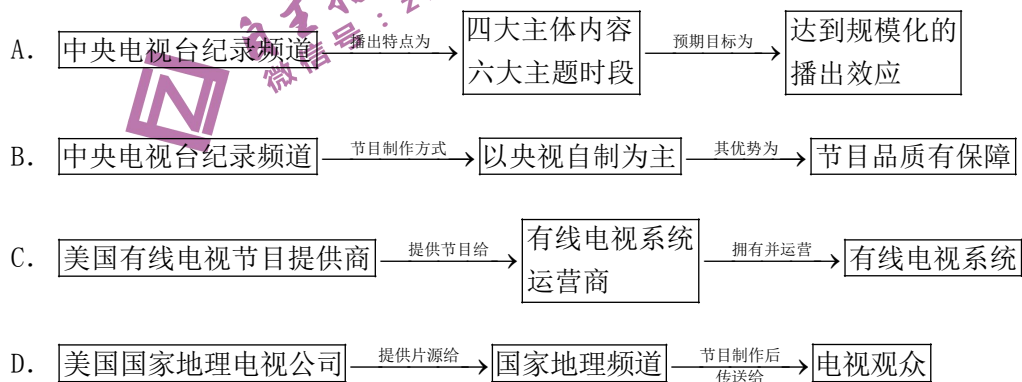 A. 中央电视台纪录频道 播出特点为 四大主体内容 六大主题时段 预期目标为 达到规模化的 播出效应
微信号：z
B. 中央电视台纪录频道 节目制作方式 以央视自制为主 其优势为 节目品质有保障
C. 美国有线电视节目提供商 提供节目给 有线电视系统 运营商 拥有并运营 有线电视系统
D. 美国国家地理电视公司 提供片源给 国家地理频道 节目制作后 传送给 电视观众